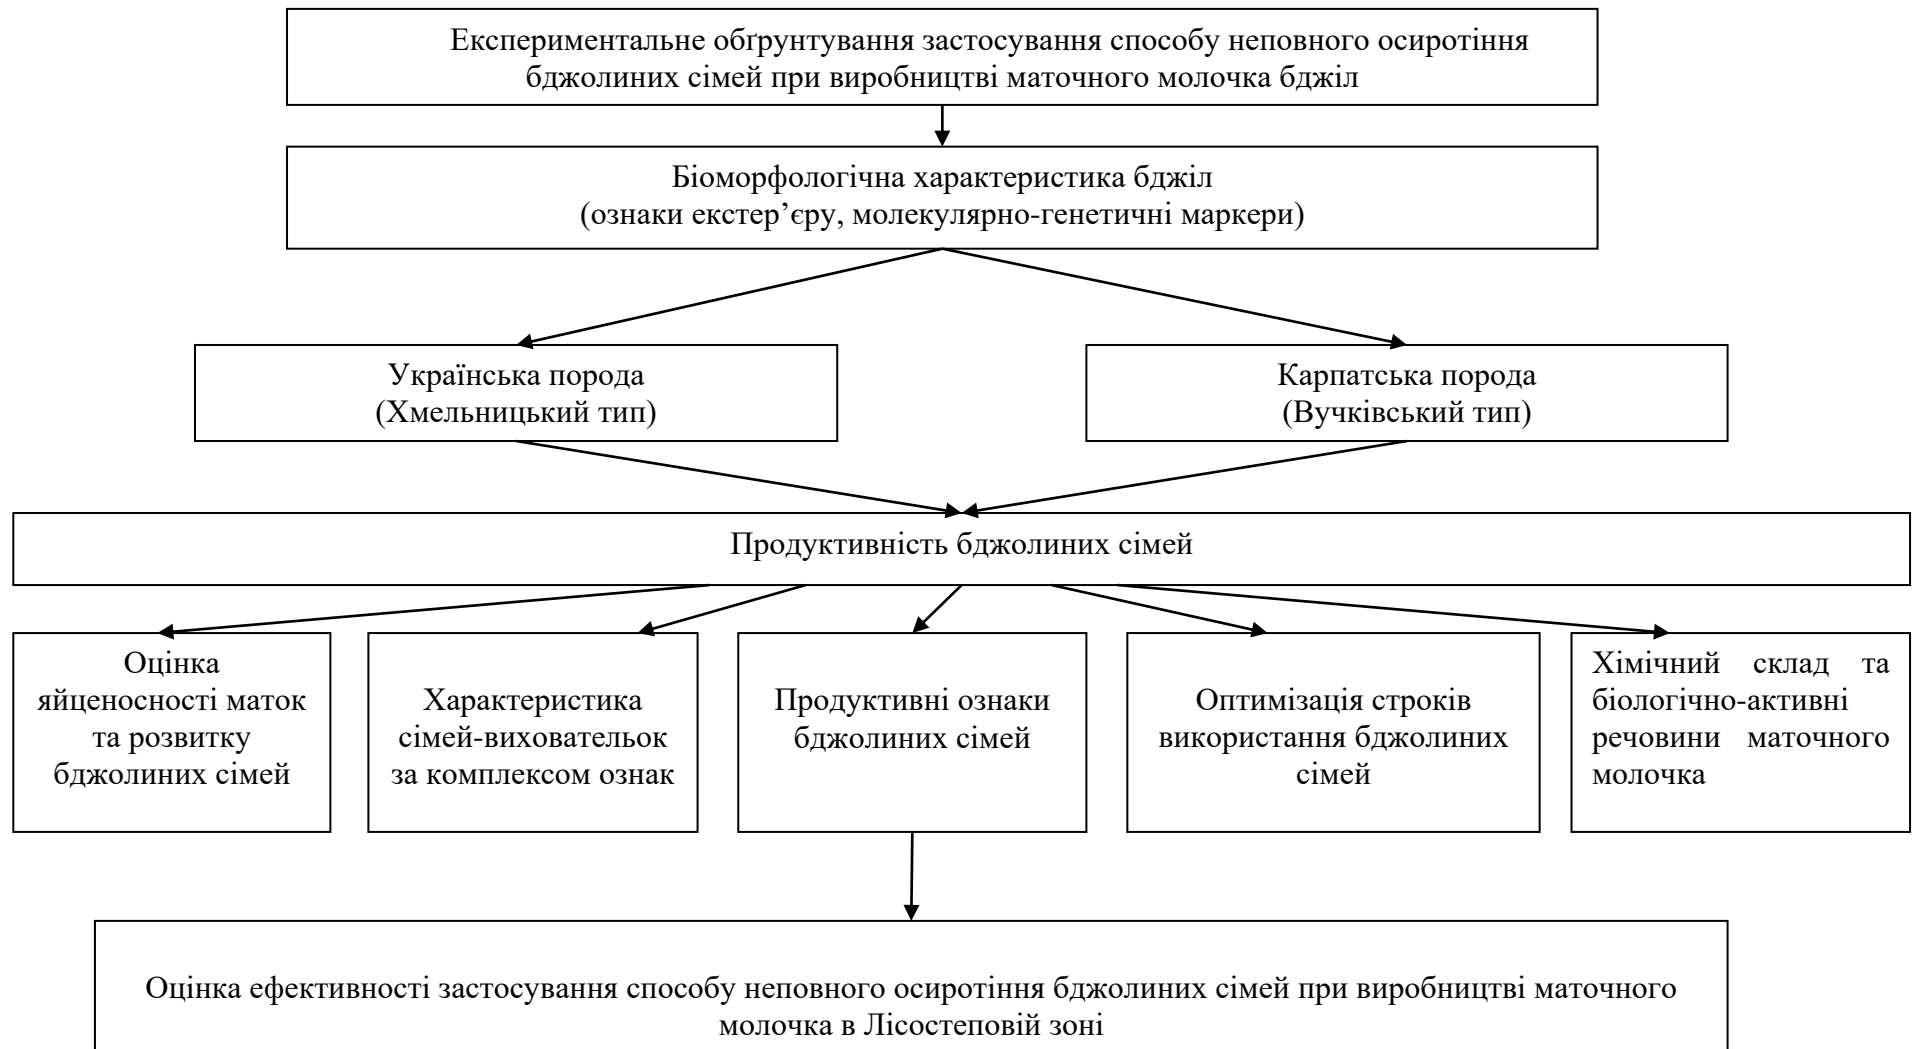 Експериментальне обґрунтування застосування способу неповного осиротіння
бджолиних сімей при виробництві маточного молочка бджіл
Біоморфологічна характеристика бджіл
(ознаки екстер’єру, молекулярно-генетичні маркери)
Українська порода
(Хмельницький тип)
Карпатська порода
(Вучківський тип)
Продуктивність бджолиних сімей
Оцінка
яйценосності маток
та розвитку
бджолиних сімей
Характеристика
сімей-виховательок
за комплексом ознак
Продуктивні ознаки
бджолиних сімей
Оптимізація строків
використання бджолиних
сімей
Хімічний склад та
біологічно-активні
речовини маточного
молочка
Оцінка ефективності застосування способу неповного осиротіння бджолиних сімей при виробництві маточного
молочка в Лісостеповій зоні